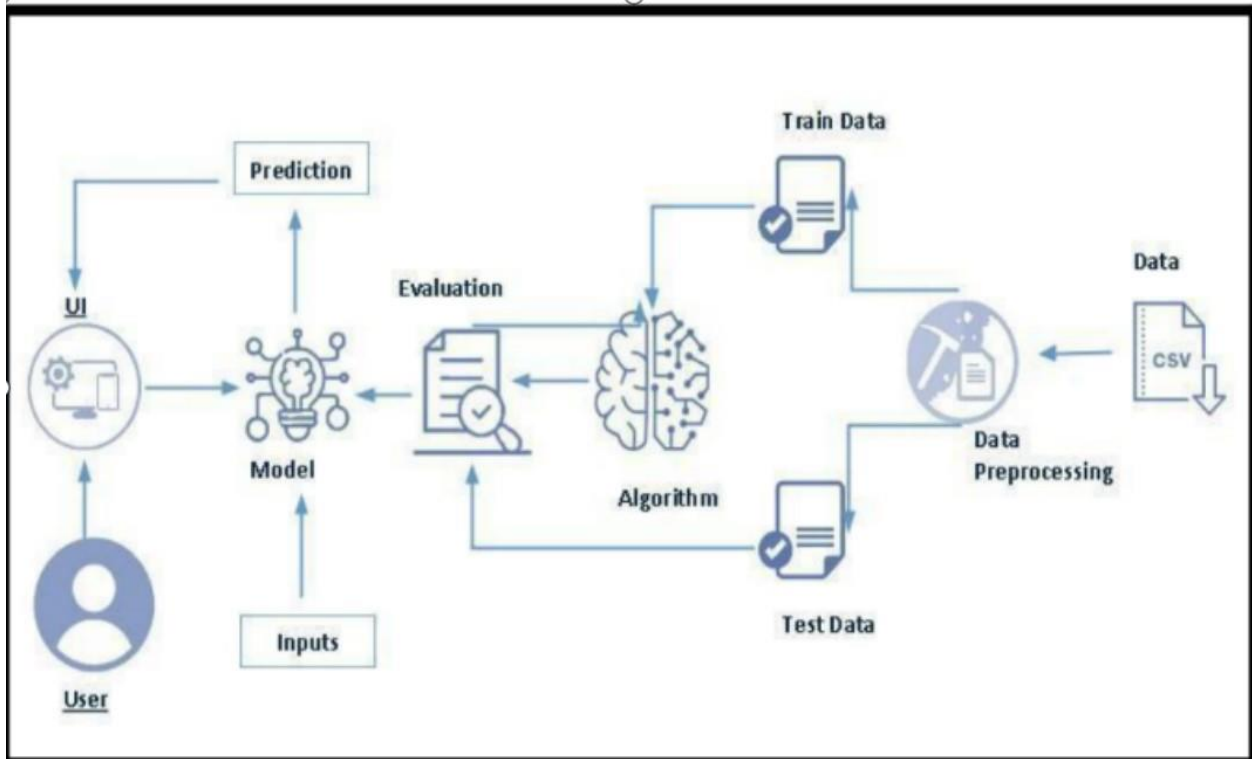 Train Data
Prediction
Data
Evaluation
UI
CSV
Data
Preprocessing
Model
Algorithm
Test Data
Inputs
User